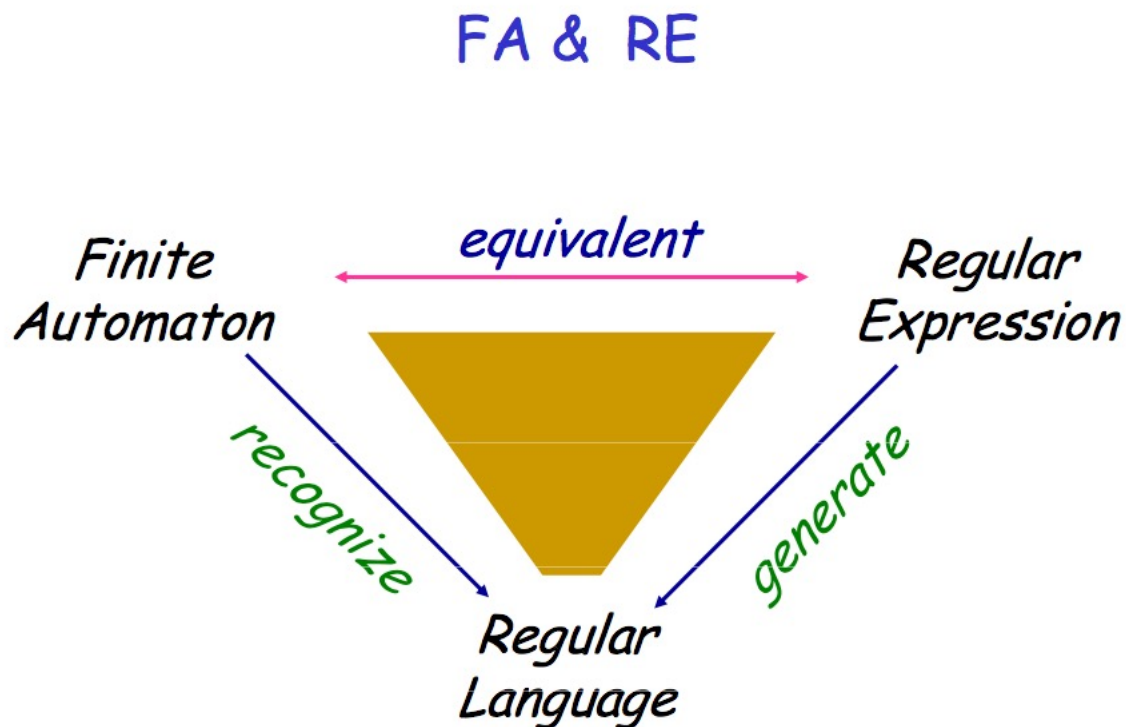 FA & RE
equivalent
Finite
Automaton
Regular
Expression
recognize
generate
Regular
Language